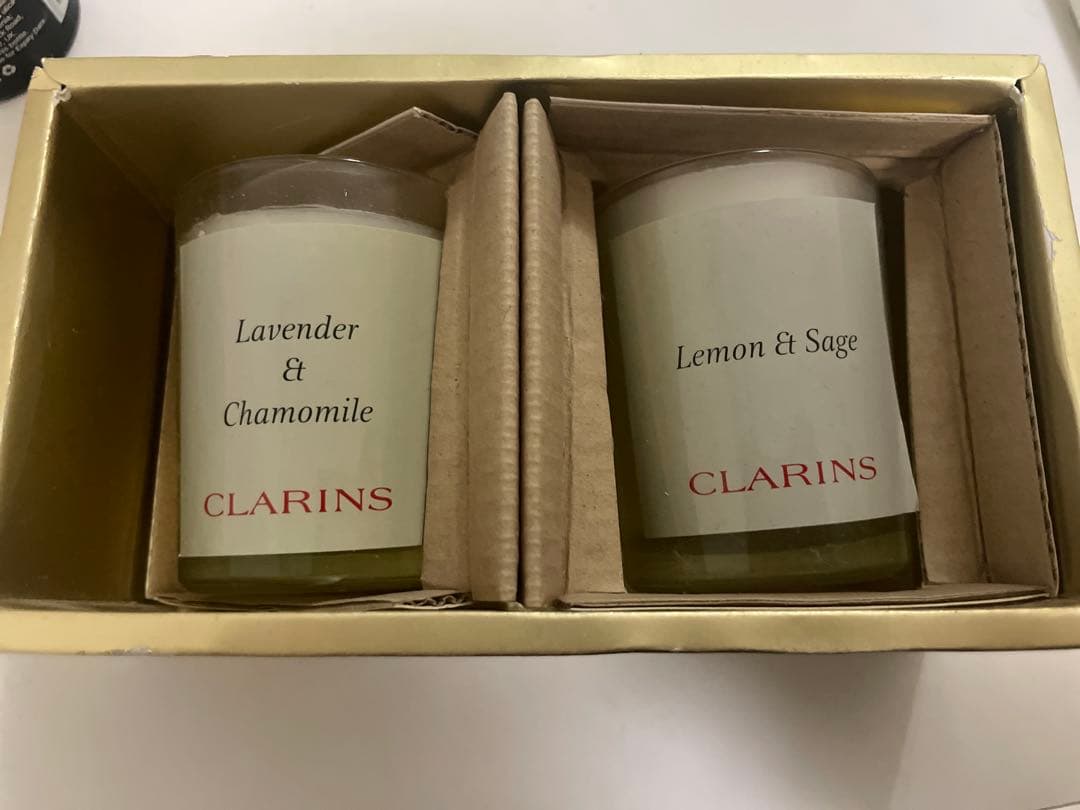 Lavender
&
Chamomile
CLARINS
Lemon & Sage
CLARINS